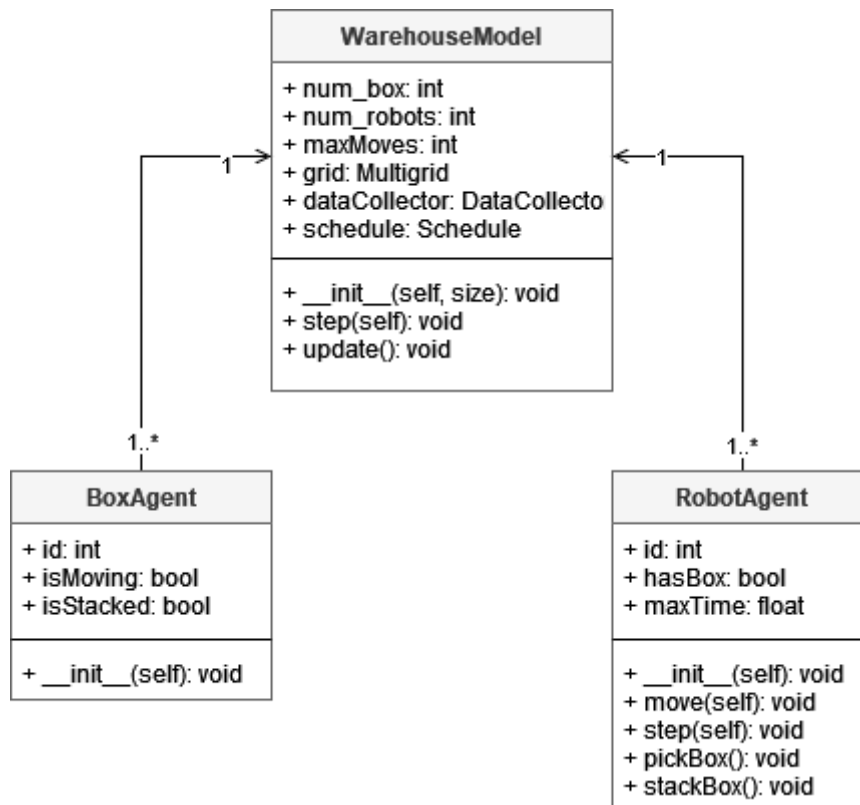 WarehouseModel
+ num_box: int
+ num_robots: int
+ maxMoves: int
+ grid: Multigrid
+ dataCollector: DataCollecto
+ schedule: Schedule
+ __init__(self, size): void
+ step(self): void
+ update(): void
1
1
1..*
1..*
BoxAgent
+ id: int
+ isMoving: bool
+ isStacked: bool
+ __init__(self): void
RobotAgent
+ id: int
+ hasBox: bool
+ maxTime: float
+ __init__(self): void
+ move(self): void
+ step(self): void
+ pickBox(): void
+ stackBox(): void